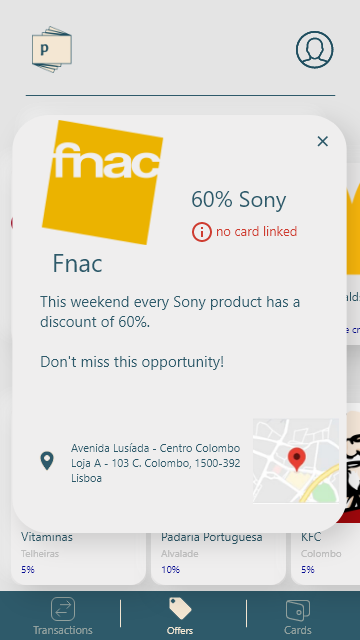 p
fnac
60% Sony
no card linked
Fnac
This weekend every Sony product has a
discount of 60%.
Don't miss this opportunity!
Avenida Lusíada - Centro Colombo
Loja A - 103 C. Colombo, 1500-392
Lisboa
Vitaminas
Telheiras
5%
Padaria Portuguesa
Alvalade
10%
KFC
Colombo
5%
Transactions
Offers
Cards